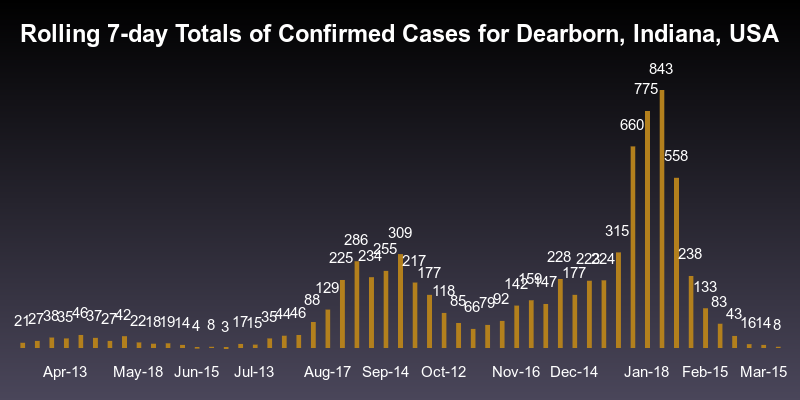 Rolling 7-day Totals of Confirmed Cases for Dearborn, Indiana, USA
21 27 38 35 46 37 27 42 22 18 19 14 4 8 3 17 15 35 44 46 88 129 225 286 234 255 309 217 177 118 85 66 79 92 142 159 147 228 177 223 224 315 660 775 843 558 238 133 83 43 16 14 8
Apr-13 May-18 Jun-15 Jul-13 Aug-17 Sep-14 Oct-12 Nov-16 Dec-14 Jan-18 Feb-15 Mar-15